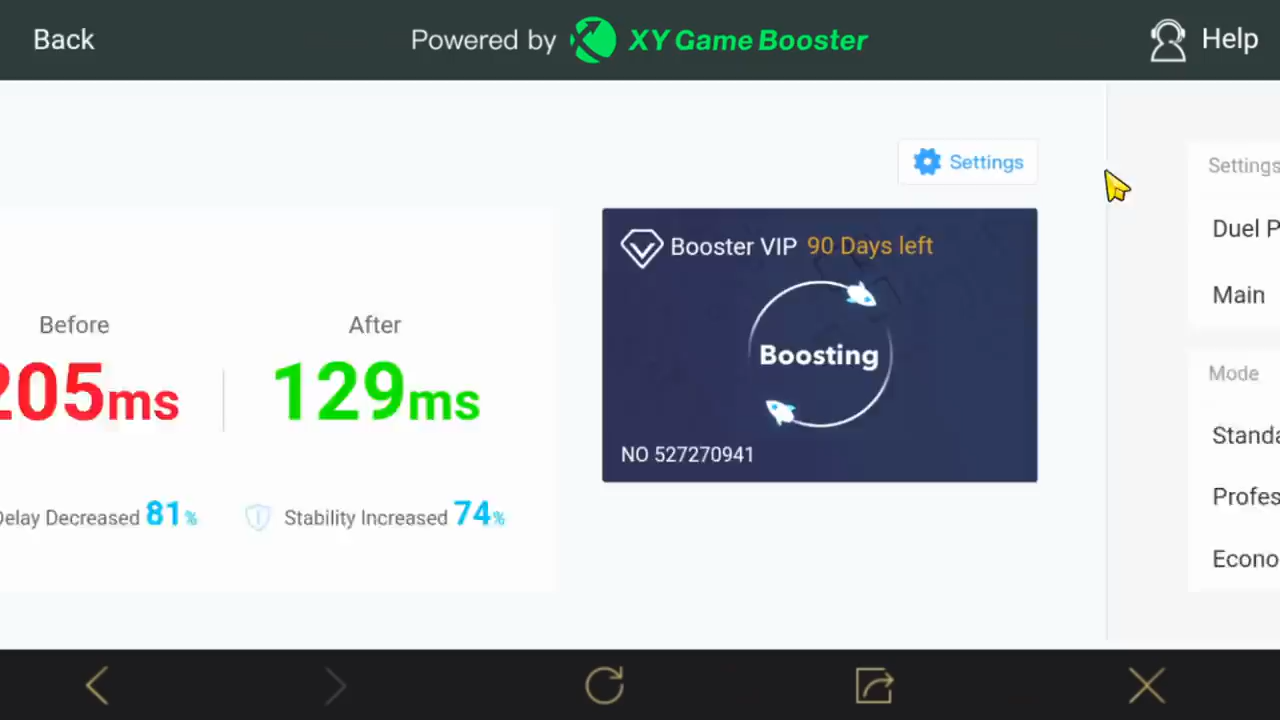 Back
Powered by XY Game Booster
Help
Settings
Settings
Booster VIP 90 Days left
Duel P
Main
Before
After
205ms
129ms
Boosting
Mode
Standa
NO 527270941
Delay Decreased 81%
Stability Increased 74%
Profes
Econo